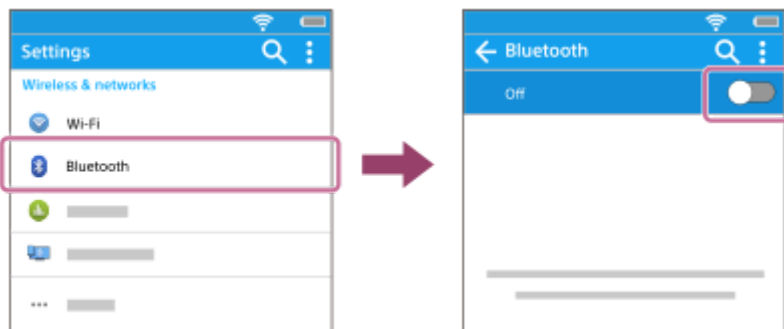 Settings
Wireless & networks
Wi-Fi
Bluetooth
Bluetooth
Off